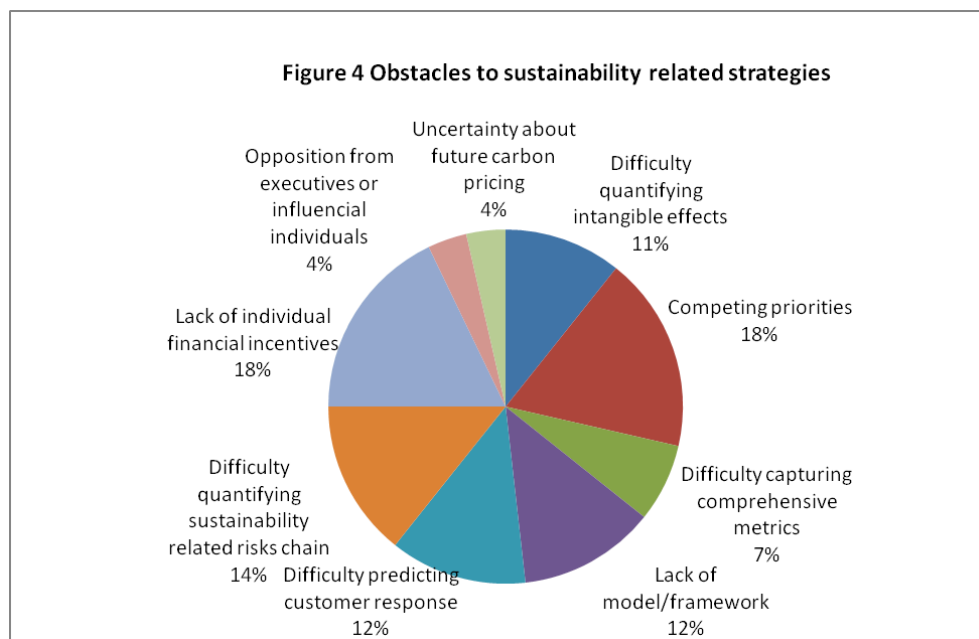 Figure 4 Obstacles to sustainability related strategies
Uncertainty about
future carbon
pricing
4%
Difficulty
quantifying
intangible effects
11%
Competing priorities
18%
Difficulty capturing
comprehensive
metrics
7%
Lack of
model/framework
12%
Difficulty predicting
customer response
12%
Difficulty
quantifying
sustainability
related risks chain
14%
Lack of individual
financial incentives
18%
Opposition from
executives or
influencial
individuals
4%